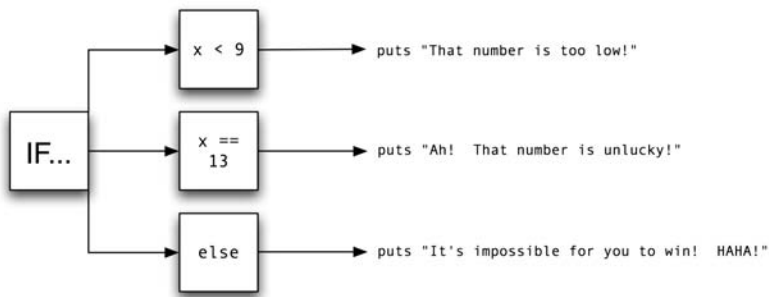 x < 9
puts "That number is too low!"
IF...
x ==
13
puts "Ah!  That number is unlucky!"
else
puts "It's impossible for you to win!  HAHA!"